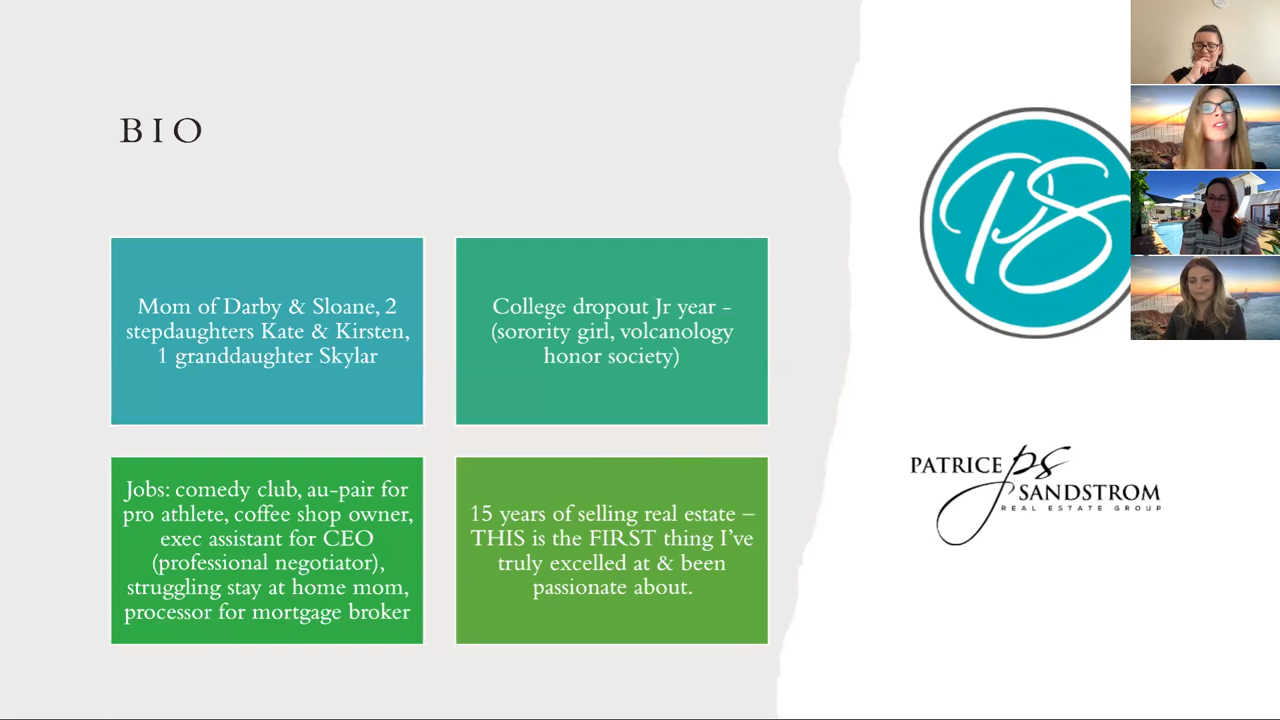 BIO
Mom of Darby & Sloane, 2
stepdaughters Kate & Kirsten,
1 granddaughter Skylar
College dropout Jr year -
(sorority girl, volcanology
honor society)
Jobs: comedy club, au-pair for
pro athlete, coffee shop owner,
exec assistant for CEO
(professional negotiator),
struggling stay at home mom,
processor for mortgage broker
15 years of selling real estate –
THIS is the FIRST thing I’ve
truly excelled at & been
passionate about.
PS
PATRICE ps
SANDSTROM
REAL ESTATE GROUP